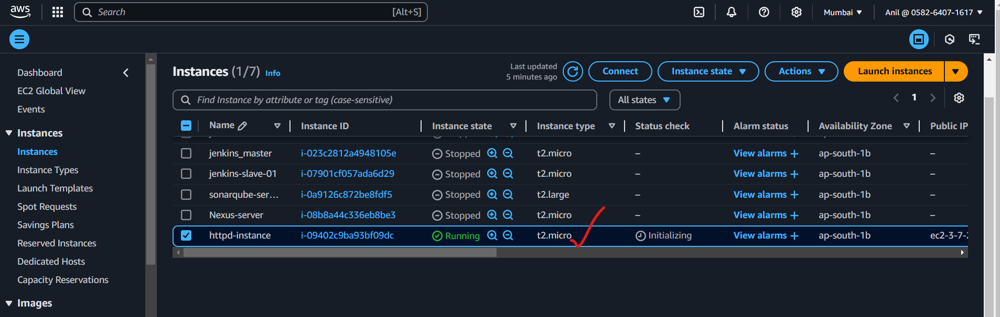 aws Search [Alt+S] Mumbai Anil @ 0582-6407-1617
Dashboard
EC2 Global View
Events
Instances
Instances
Instance Types
Launch Templates
Spot Requests
Savings Plans
Reserved Instances
Dedicated Hosts
Capacity Reservations
Images
Instances (1/7) Info
Last updated
5 minutes ago
Connect Instance state Actions Launch instances
Find Instance by attribute or tag (case-sensitive) All states 1
Name Instance ID Instance state Instance type Status check Alarm status Availability Zone Public IP
jenkins_master i-023c2812a4948105e Stopped t2.micro – View alarms + ap-south-1b –
jenkins-slave-01 i-07901cf057ada6d29 Stopped t2.micro – View alarms + ap-south-1b –
sonarqube-ser... i-0a9126c872be8fdf5 Stopped t2.large – View alarms + ap-south-1b –
Nexus-server i-08b8a44c336eb8be3 Stopped t2.micro – View alarms + ap-south-1b –
httpd-instance i-09402c9ba93bf09dc Running t2.micro Initializing View alarms + ap-south-1b ec2-3-7-2